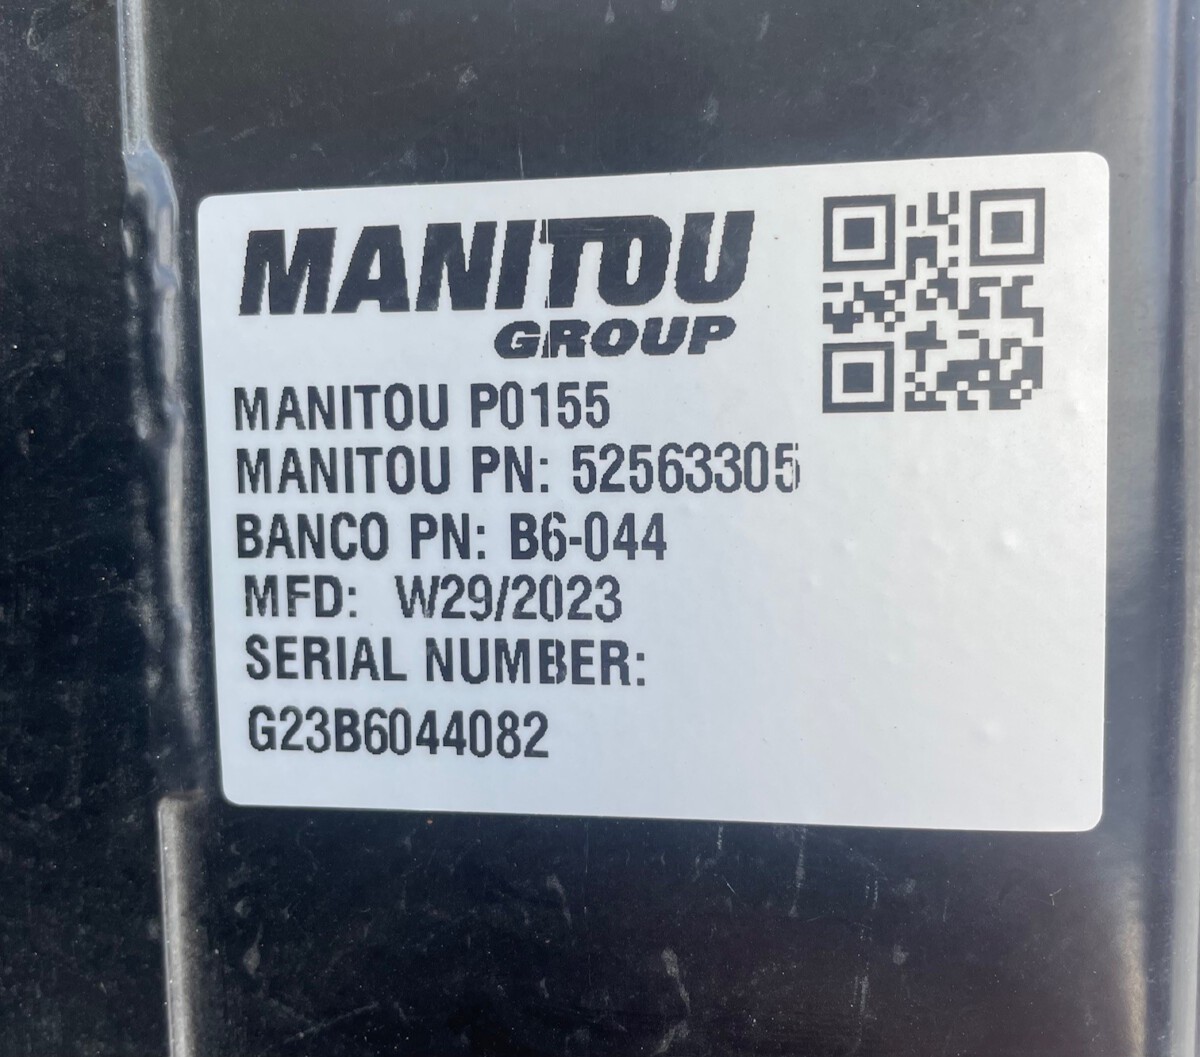 MANITOU
GROUP
MANITOU P0155
MANITOU PN: 52563305
BANCO PN: B6-044
MFD: W29/2023
SERIAL NUMBER:
G23B6044082